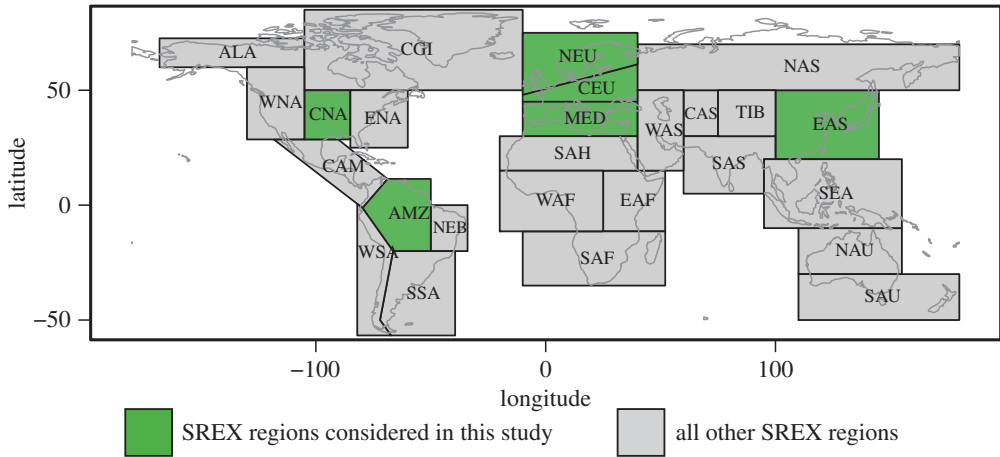 ALA
CGI
NEU
NAS
CEU
WNA
CNA
ENA
MED
WAS
CAS
TIB
EAS
SAH
SAS
CAM
WAF
EAF
SEA
AMZ
NEB
WSA
SAF
NAU
SSA
SAU
50
0
−50
latitude
−100
0
100
longitude
SREX regions considered in this study
all other SREX regions